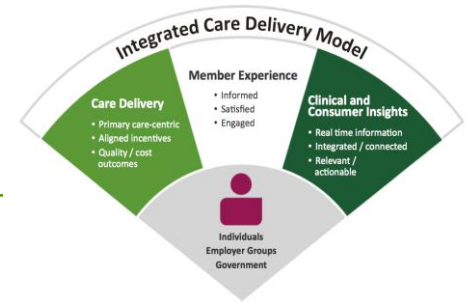 Integrated Care Delivery Model
Care Delivery
• Primary care-centric
• Aligned incentives
• Quality / cost
outcomes
Member Experience
• Informed
• Satisfied
• Engaged
Clinical and
Consumer Insights
• Real time information
• Integrated / connected
• Relevant /
actionable
Individuals
Employer Groups
Government